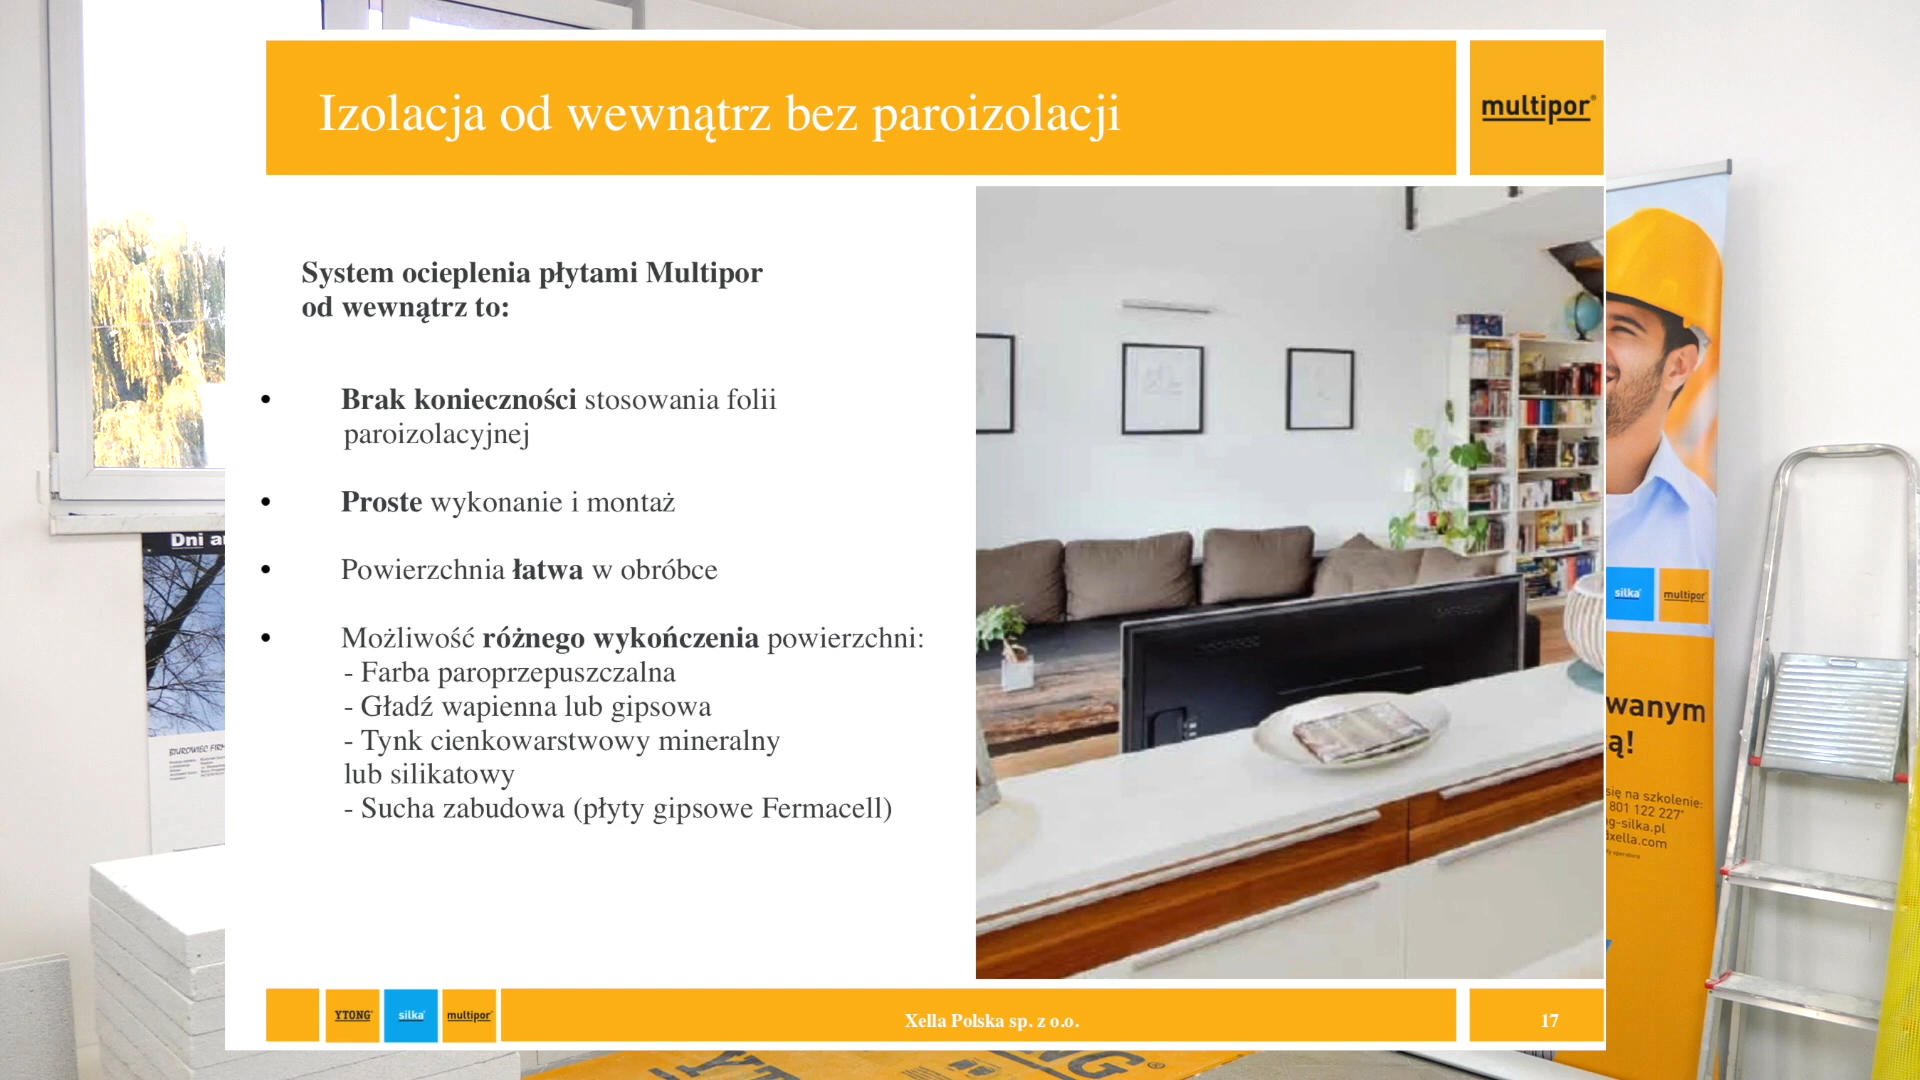 Izolacja od wewnątrz bez paroizolacji
multipor®
System ocieplenia płytami Multipor
od wewnątrz to:
• Brak konieczności stosowania folii
paroizolacyjnej
• Proste wykonanie i montaż
• Powierzchnia łatwa w obróbce
• Możliwość różnego wykończenia powierzchni:
- Farba paroprzepuszczalna
- Gładź wapienna lub gipsowa
- Tynk cienkowarstwowy mineralny
lub silikatowy
- Sucha zabudowa (płyty gipsowe Fermacell)
YTONG® silka® multipor®
Xella Polska sp. z o.o.
17
Dni a
silka® multipor®
wanym
ą!
się na szkolenie:
801 122 227*
g-silka.pl
xella.com